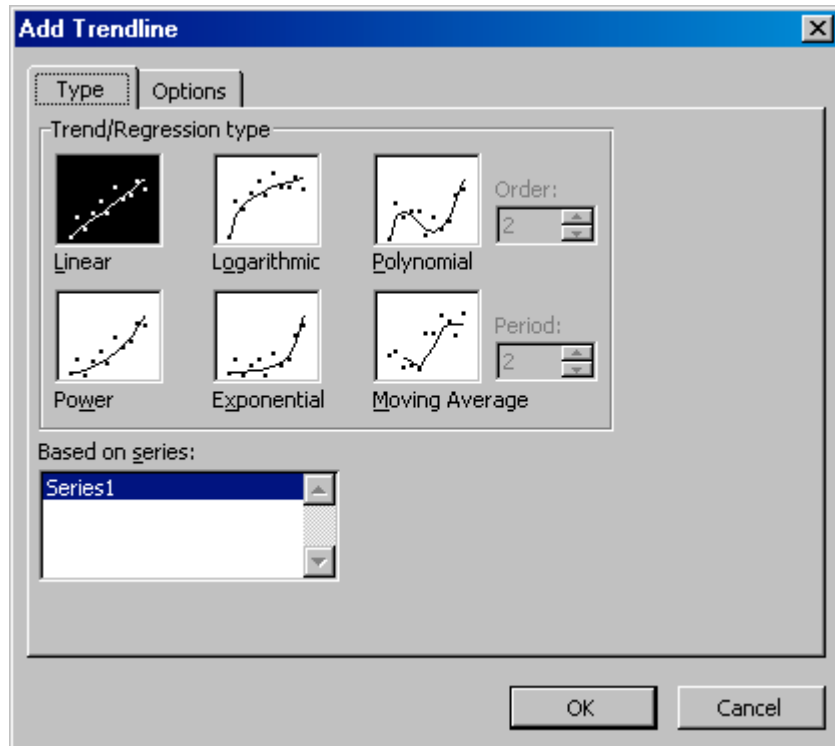 Add Trendline
Type Options
Trend/Regression type
Linear Logarithmic Polynomial
Order:
2
Power Exponential Moving Average
Period:
2
Based on series:
Series1
OK Cancel